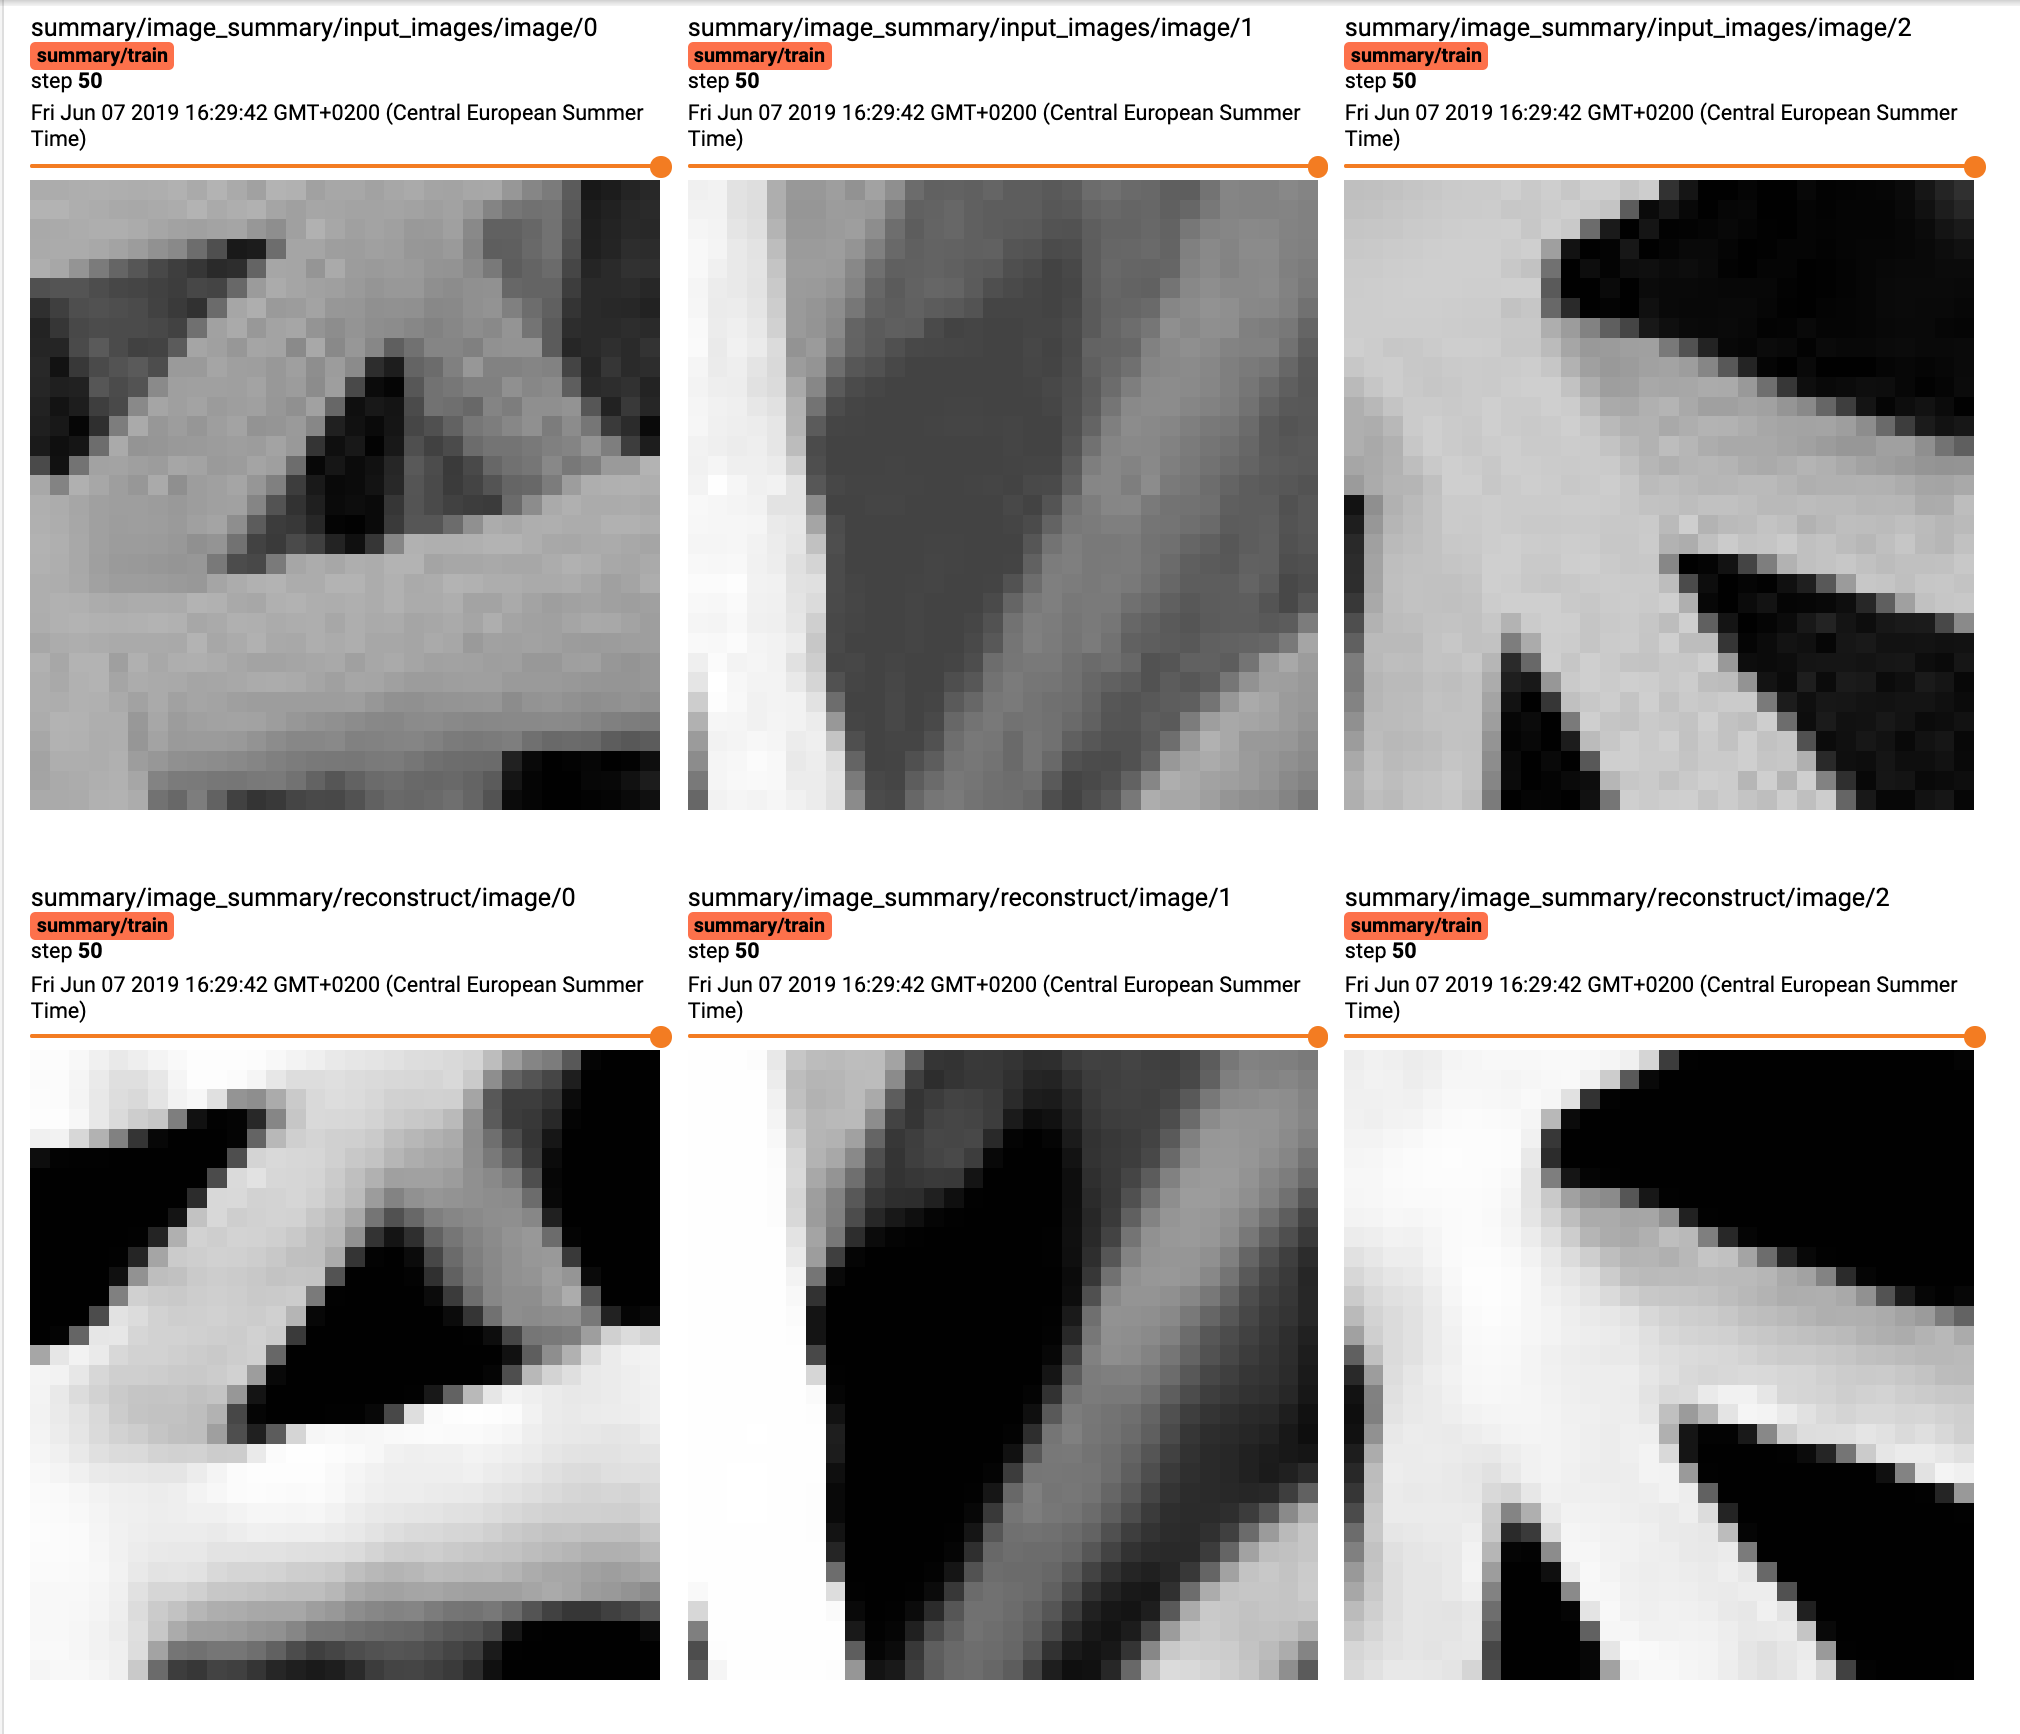 summary/image_summary/input_images/image/0
summary/train
step 50
Fri Jun 07 2019 16:29:42 GMT+0200 (Central European Summer
Time)
summary/image_summary/input_images/image/1
summary/train
step 50
Fri Jun 07 2019 16:29:42 GMT+0200 (Central European Summer
Time)
summary/image_summary/input_images/image/2
summary/train
step 50
Fri Jun 07 2019 16:29:42 GMT+0200 (Central European Summer
Time)
summary/image_summary/reconstruct/image/0
summary/train
step 50
Fri Jun 07 2019 16:29:42 GMT+0200 (Central European Summer
Time)
summary/image_summary/reconstruct/image/1
summary/train
step 50
Fri Jun 07 2019 16:29:42 GMT+0200 (Central European Summer
Time)
summary/image_summary/reconstruct/image/2
summary/train
step 50
Fri Jun 07 2019 16:29:42 GMT+0200 (Central European Summer
Time)